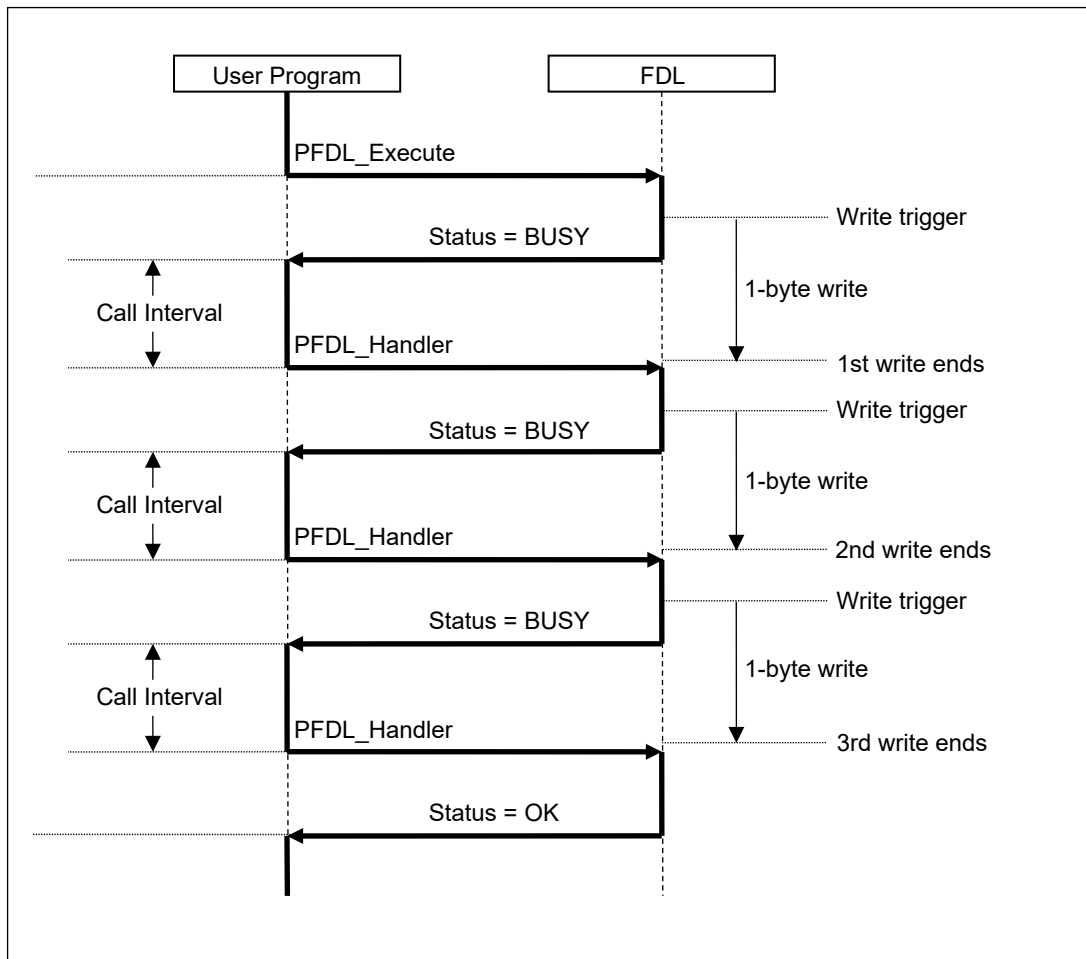 User Program
FDL
PFDL_Execute
Write trigger
Status = BUSY
1-byte write
Call Interval
PFDL_Handler
1st write ends
Write trigger
Status = BUSY
1-byte write
Call Interval
PFDL_Handler
2nd write ends
Write trigger
Status = BUSY
1-byte write
Call Interval
PFDL_Handler
3rd write ends
Status = OK